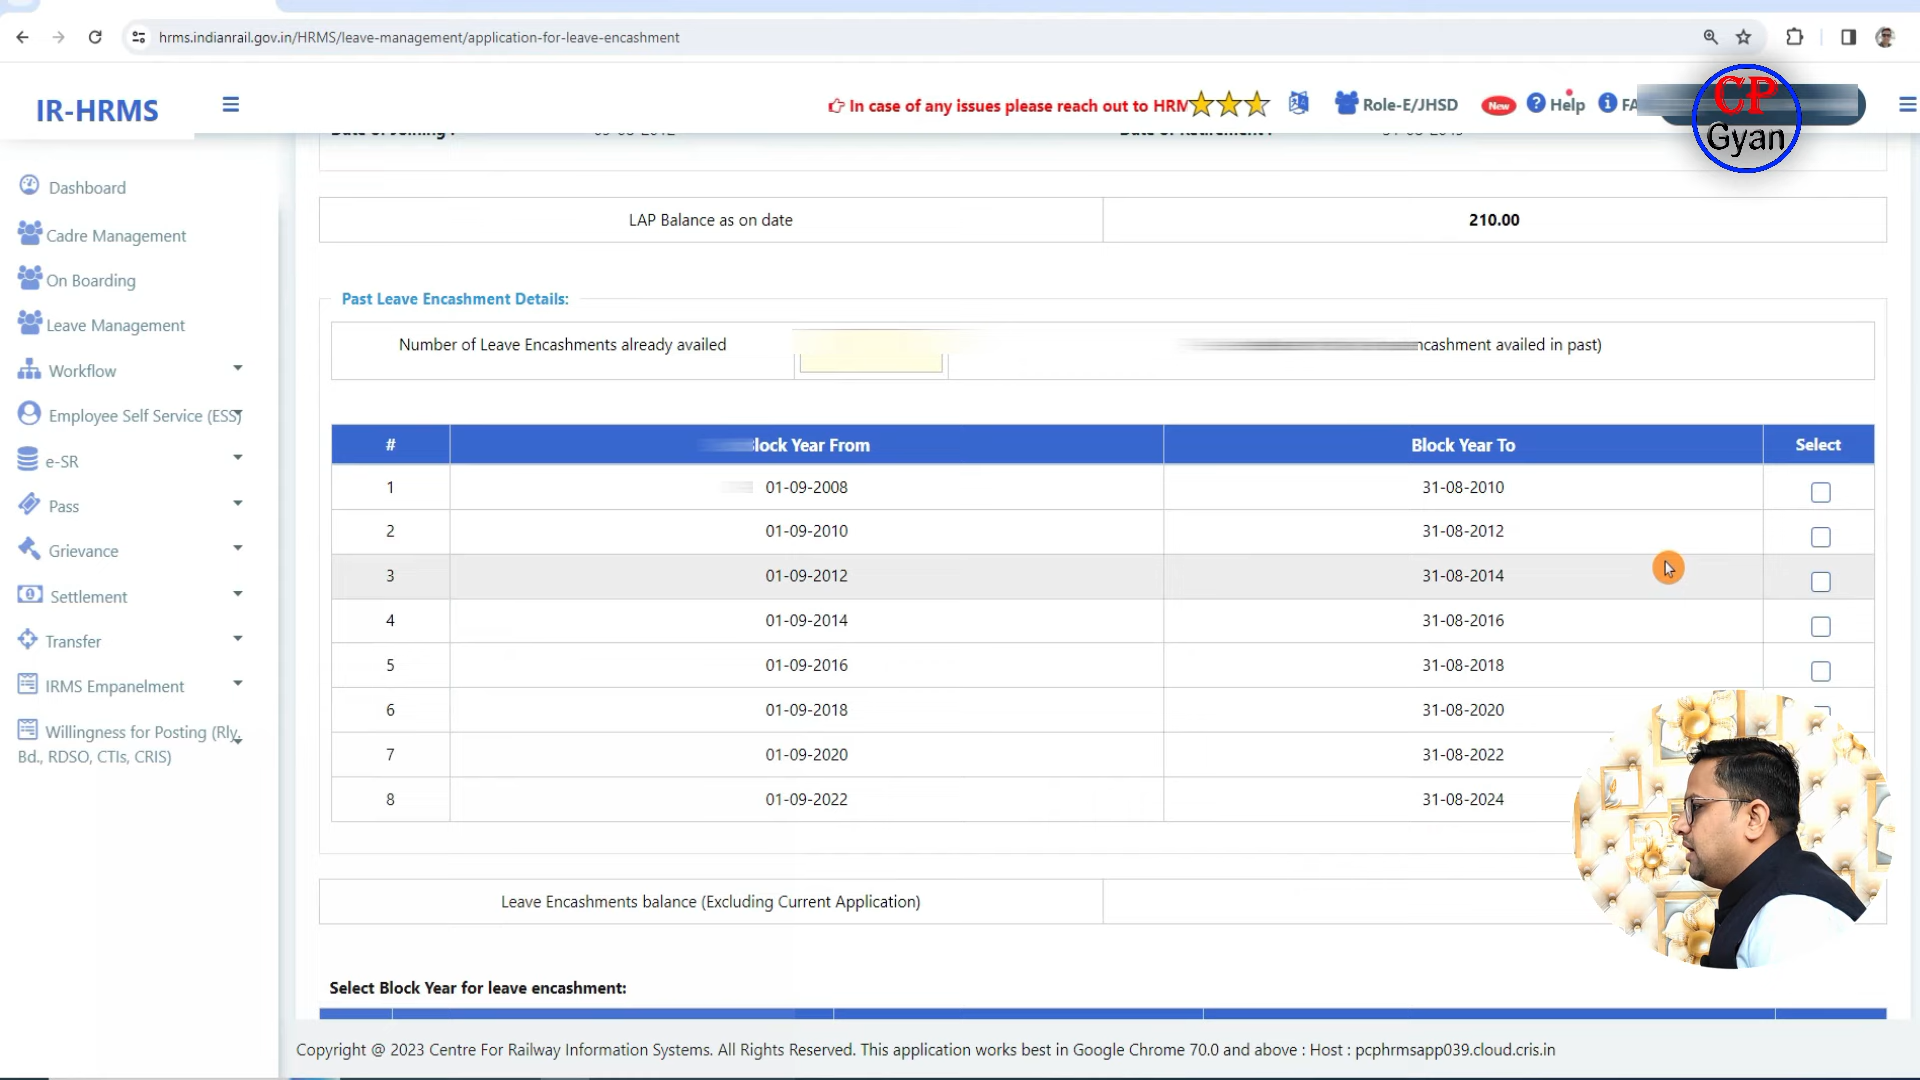 hrms.indianrail.gov.in/HRMS/leave-management/application-for-leave-encashment
IR-HRMS
In case of any issues please reach out to HRM
Role-E/JHSD
New
Help
FA
CP
Gyan
Dashboard
Cadre Management
On Boarding
Leave Management
Workflow
Employee Self Service (ESS)
e-SR
Pass
Grievance
Settlement
Transfer
IRMS Empanelment
Willingness for Posting (Rly.
Bd., RDSO, CTIs, CRIS)
LAP Balance as on date 210.00
Past Leave Encashment Details:
Number of Leave Encashments already availed ncashment availed in past)
# lock Year From Block Year To Select
1 01-09-2008 31-08-2010
2 01-09-2010 31-08-2012
3 01-09-2012 31-08-2014
4 01-09-2014 31-08-2016
5 01-09-2016 31-08-2018
6 01-09-2018 31-08-2020
7 01-09-2020 31-08-2022
8 01-09-2022 31-08-2024
Leave Encashments balance (Excluding Current Application)
Select Block Year for leave encashment:
Copyright @ 2023 Centre For Railway Information Systems. All Rights Reserved. This application works best in Google Chrome 70.0 and above : Host : pcphrmsapp039.cloud.cris.in